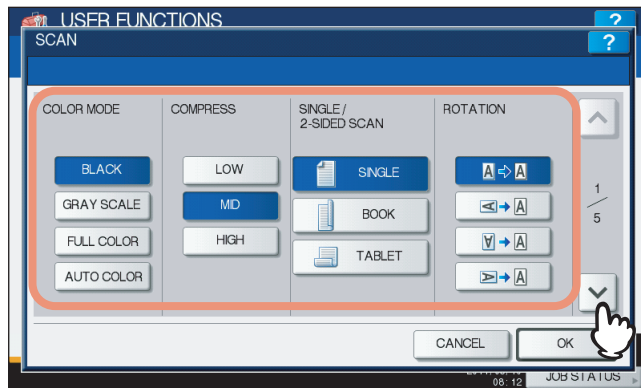 USER FUNCTIONS
?
SCAN
?
COLOR MODE
COMPRESS
SINGLE /
2-SIDED SCAN
ROTATION
BLACK
GRAY SCALE
FULL COLOR
AUTO COLOR
LOW
MID
HIGH
SINGLE
BOOK
TABLET
A A
A A
A A
A A
1
5
CANCEL
OK
08:12
JOB STATUS